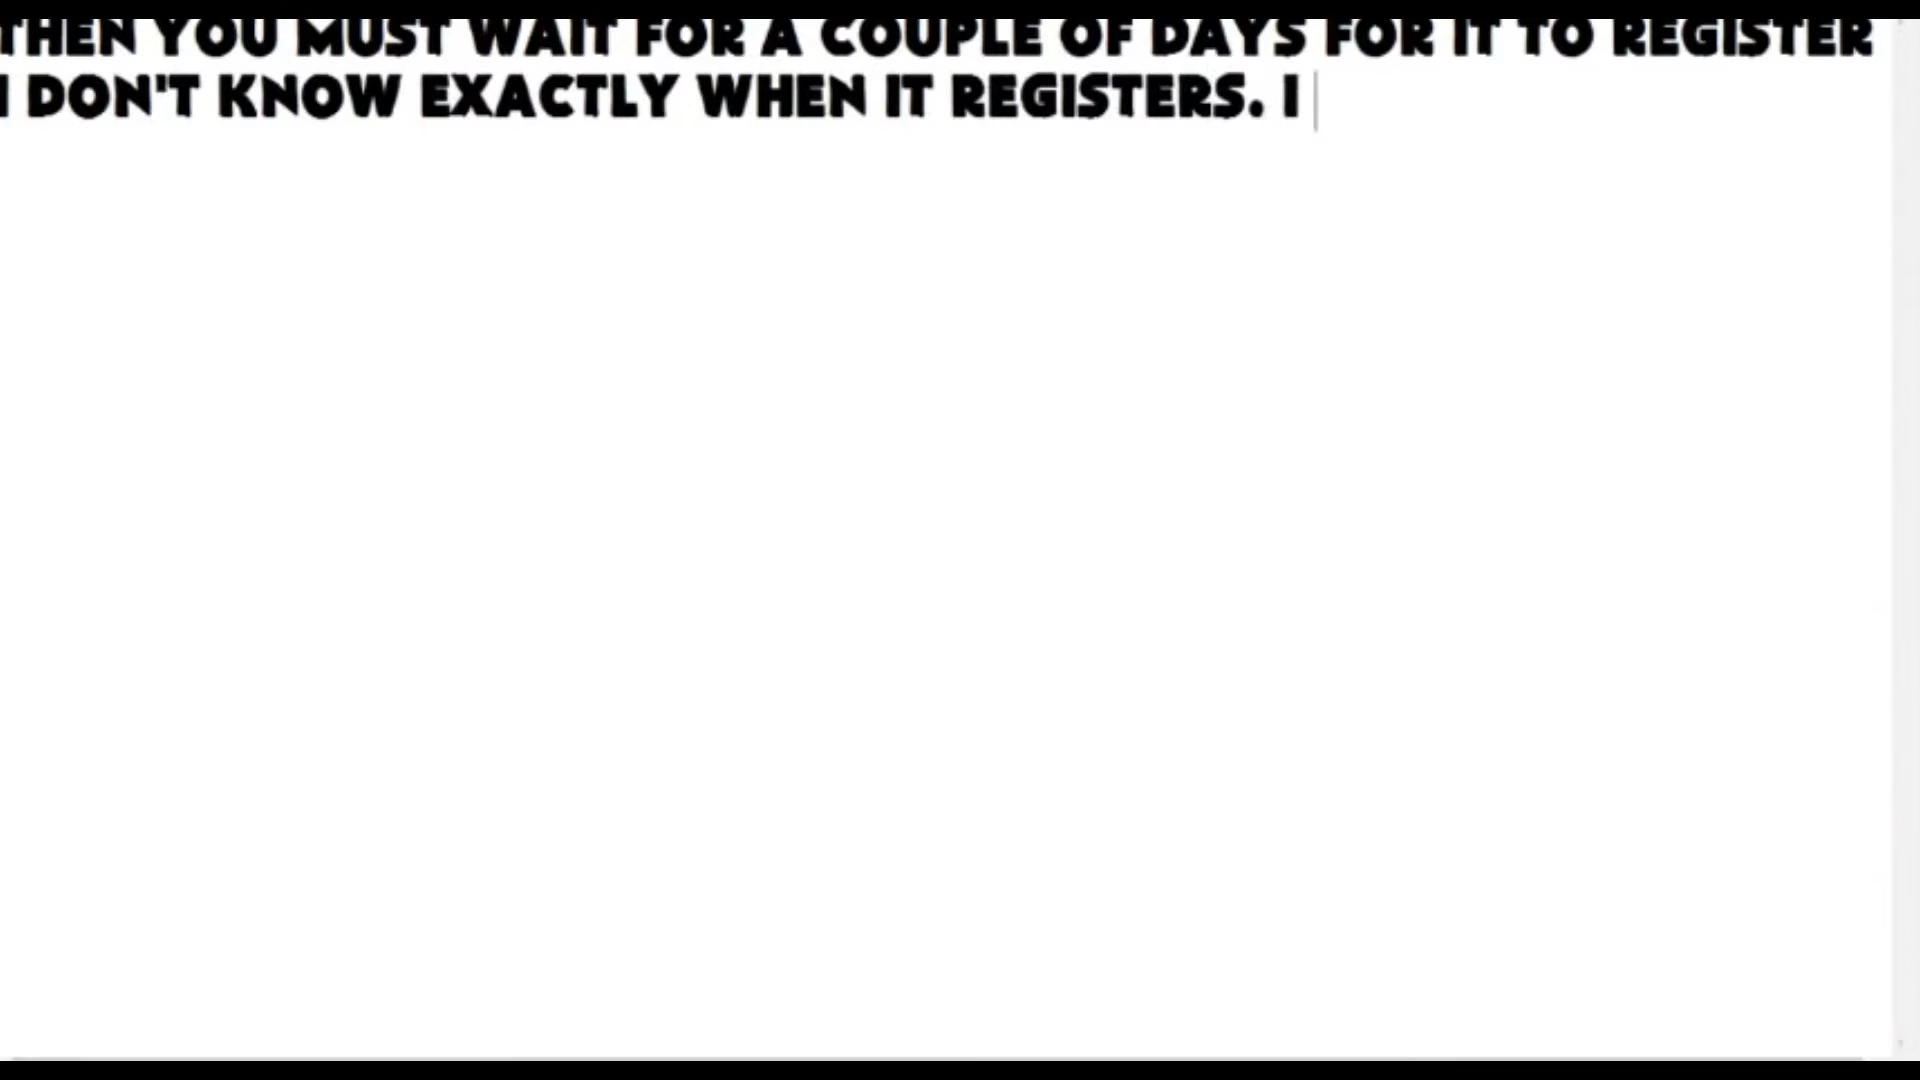 THEN YOU MUST WAIT FOR A COUPLE OF DAYS FOR IT TO REGISTER
I DON'T KNOW EXACTLY WHEN IT REGISTERS. I